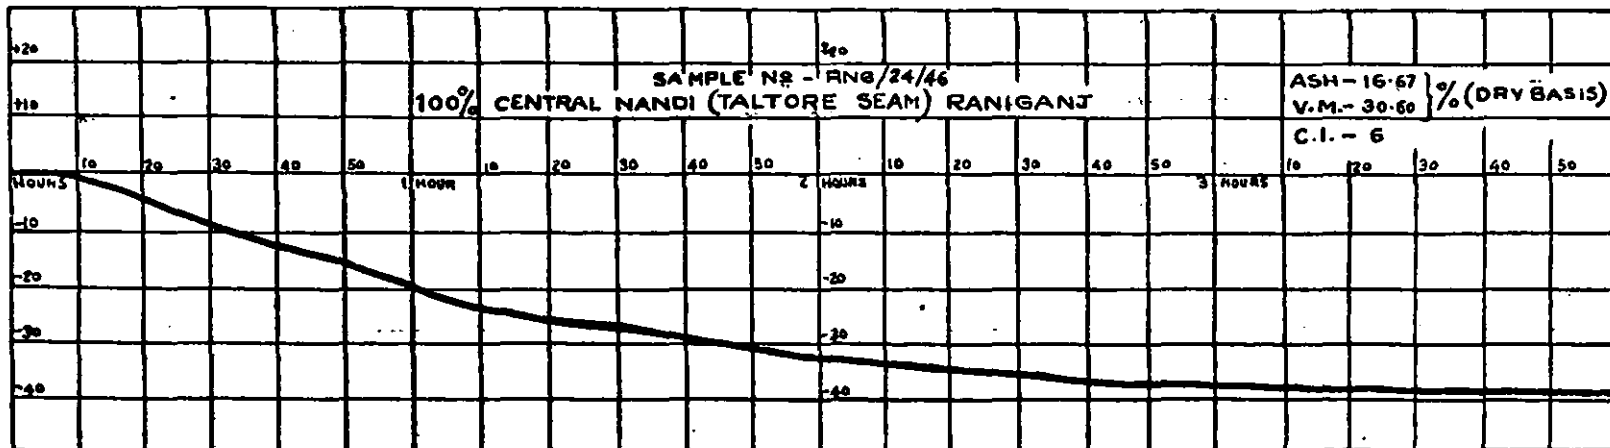 +20 +20
SAMPLE Nº - RNG/24/46
100% CENTRAL NANDI (TALTORE SEAM) RANIGANJ
ASH - 16·67 } % (DRY BASIS)
V.M. - 30·60
C.I. - 6
+10
10 20 30 40 50 10 20 30 40 50 10 20 30 40 50 10 20 30 40 50
HOURS 1 HOUR 2 HOURS 3 HOURS
-10 -10
-20 -20
-30 -30
-40 -40